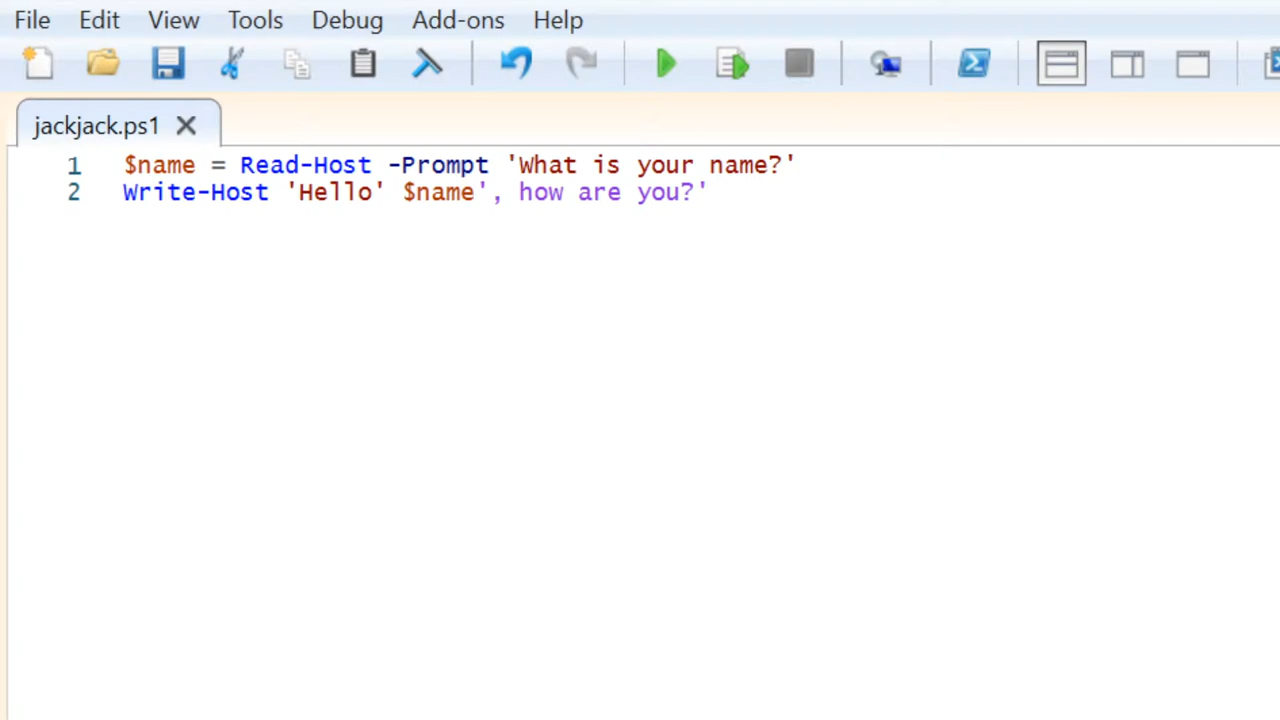 File Edit View Tools Debug Add-ons Help
jackjack.ps1
1 $name = Read-Host -Prompt 'What is your name?'
2 Write-Host 'Hello' $name', how are you?'